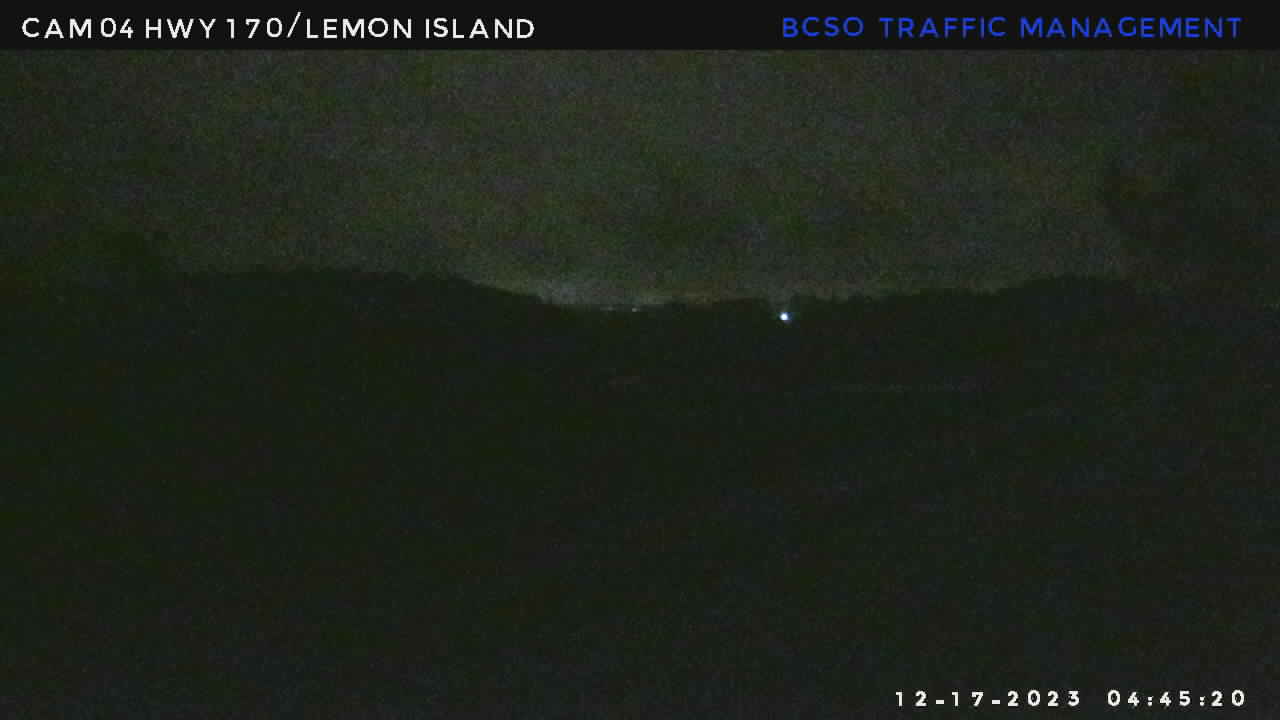 CAM04 HWY 170/LEMON ISLAND
BCSO TRAFFIC MANAGEMENT
12-17-2023 04:45:20